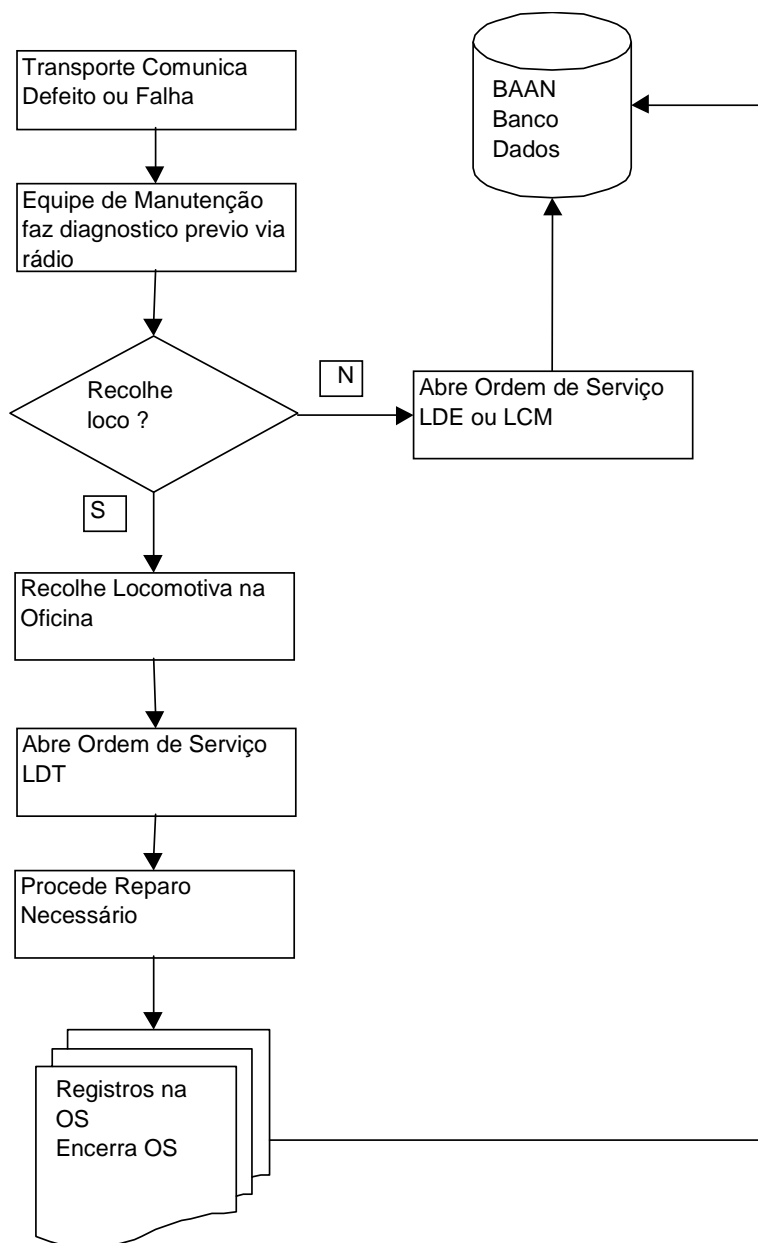 Transporte Comunica
Defeito ou Falha
BAAN
Banco
Dados
Equipe de Manutenção
faz diagnostico previo via
rádio
Recolhe
loco ?
N
Abre Ordem de Serviço
LDE ou LCM
S
Recolhe Locomotiva na
Oficina
Abre Ordem de Serviço
LDT
Procede Reparo
Necessário
Registros na
OS
Encerra OS